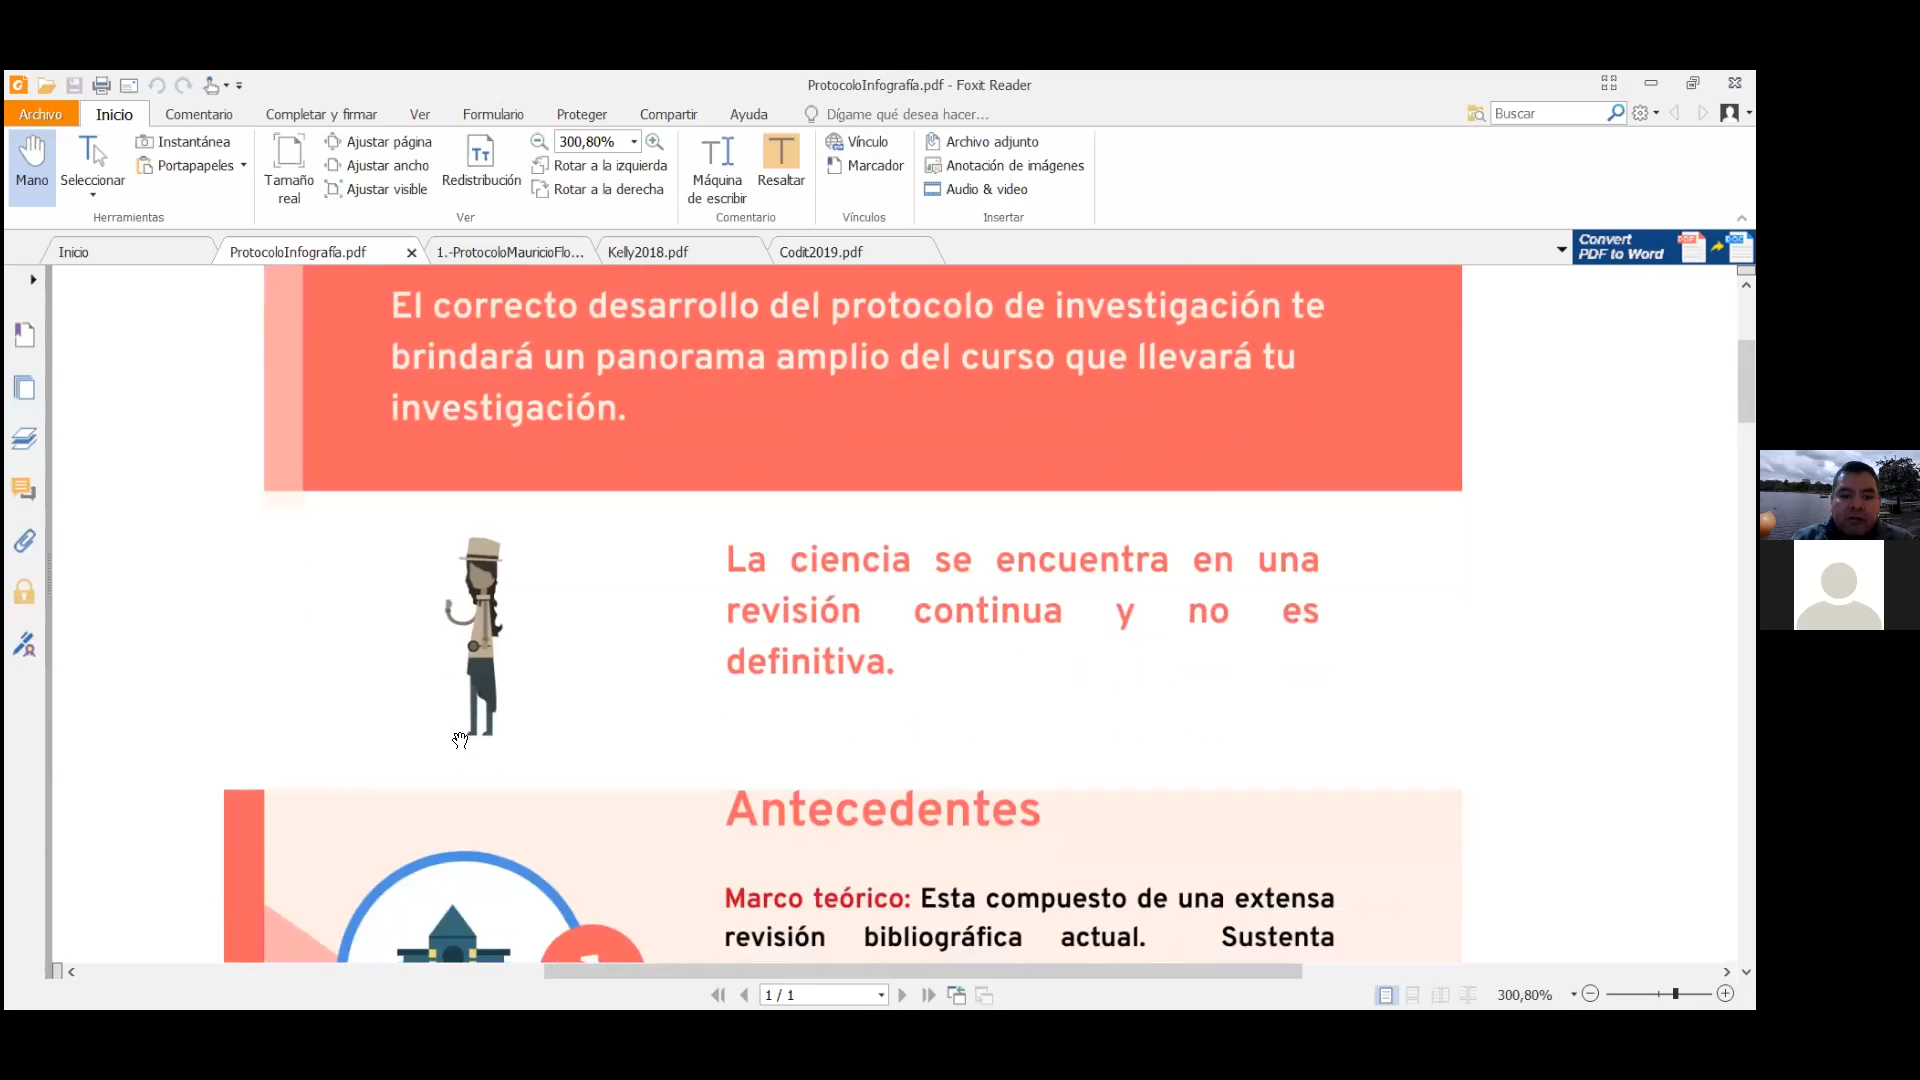 ProtocoloInfografía.pdf - Foxit Reader
Archivo Inicio Comentario Completar y firmar Ver Formulario Proteger Compartir Ayuda Dígame qué desea hacer... Buscar
Mano
Seleccionar
Instantánea
Portapapeles
Herramientas
Tamaño
real
Ajustar página
Ajustar ancho
Ajustar visible
Redistribución
300,80%
Rotar a la izquierda
Rotar a la derecha
Ver
Máquina
de escribir
Resaltar
Comentario
Vínculo
Marcador
Vínculos
Archivo adjunto
Anotación de imágenes
Audio & video
Insertar
Inicio ProtocoloInfografía.pdf 1.-ProtocoloMauricioFlo... Kelly2018.pdf Codit2019.pdf
Convert
PDF to Word
El correcto desarrollo del protocolo de investigación te
brindará un panorama amplio del curso que llevará tu
investigación.
La ciencia se encuentra en una
revisión continua y no es
definitiva.
Antecedentes
Marco teórico: Esta compuesto de una extensa
revisión bibliográfica actual. Sustenta
1 / 1
300,80%